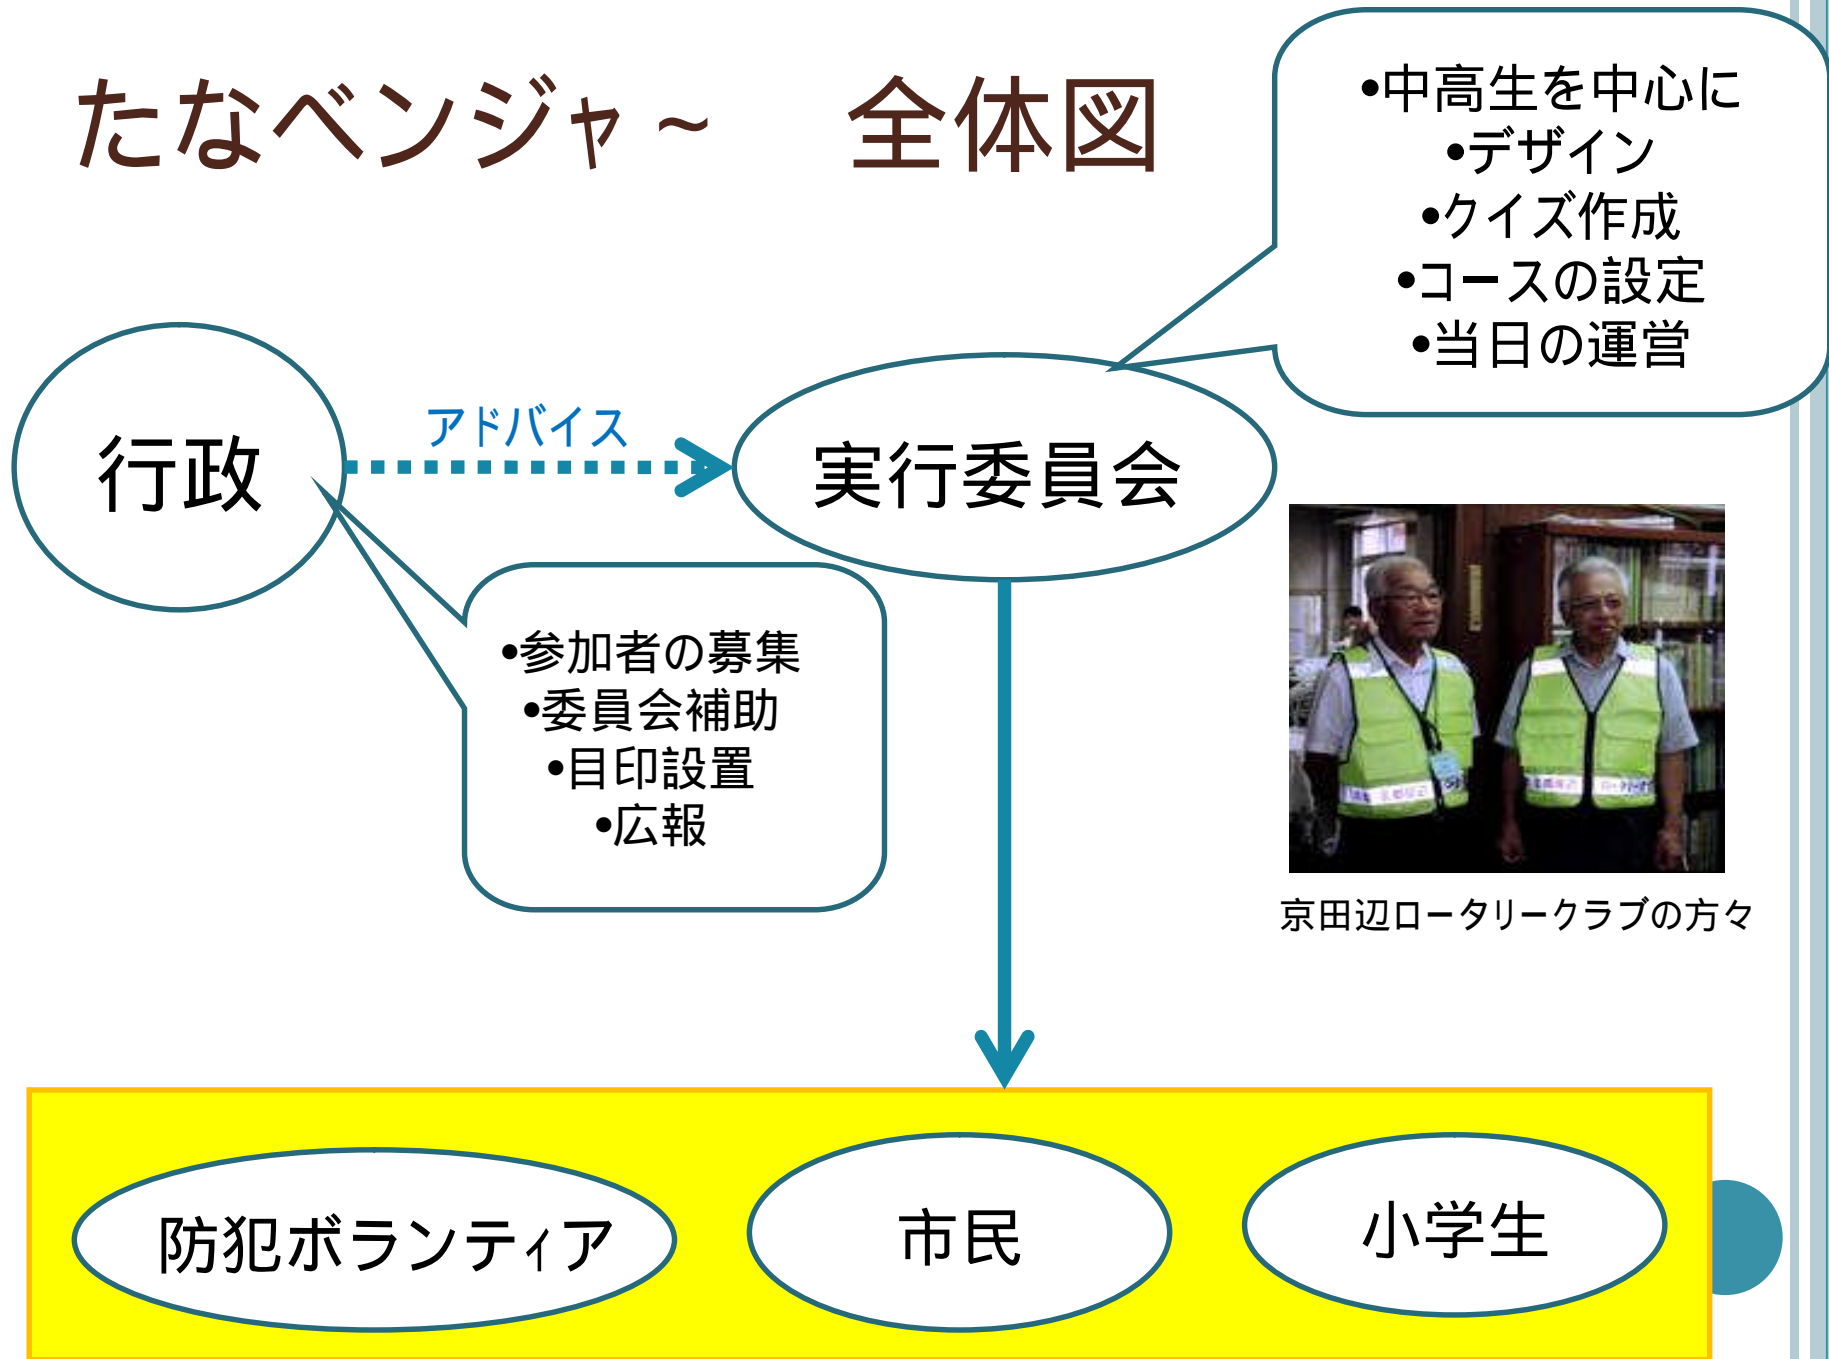 たなベンジャ～　全体図
•中高生を中心に
•デザイン
•クイズ作成
•コースの設定
•当日の運営
行政
アドバイス
実行委員会
•参加者の募集
•委員会補助
•目印設置
•広報
京田辺ロータリークラブの方々
防犯ボランティア
市民
小学生